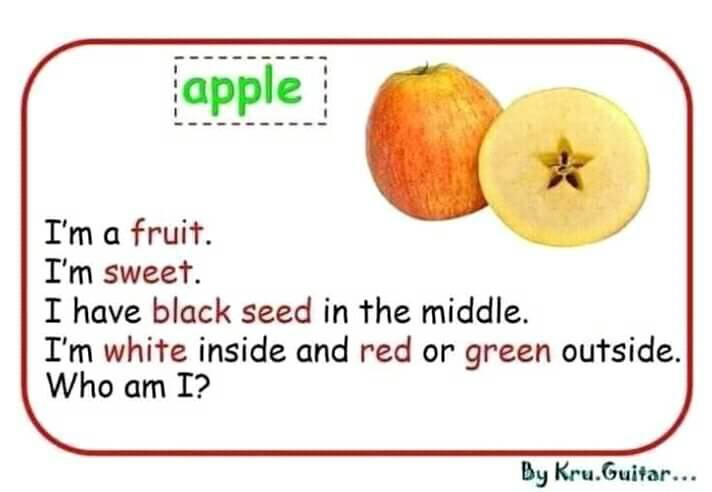 apple
I'm a fruit.
I'm sweet.
I have black seed in the middle.
I'm white inside and red or green outside.
Who am I?
By Kru.Guitar...